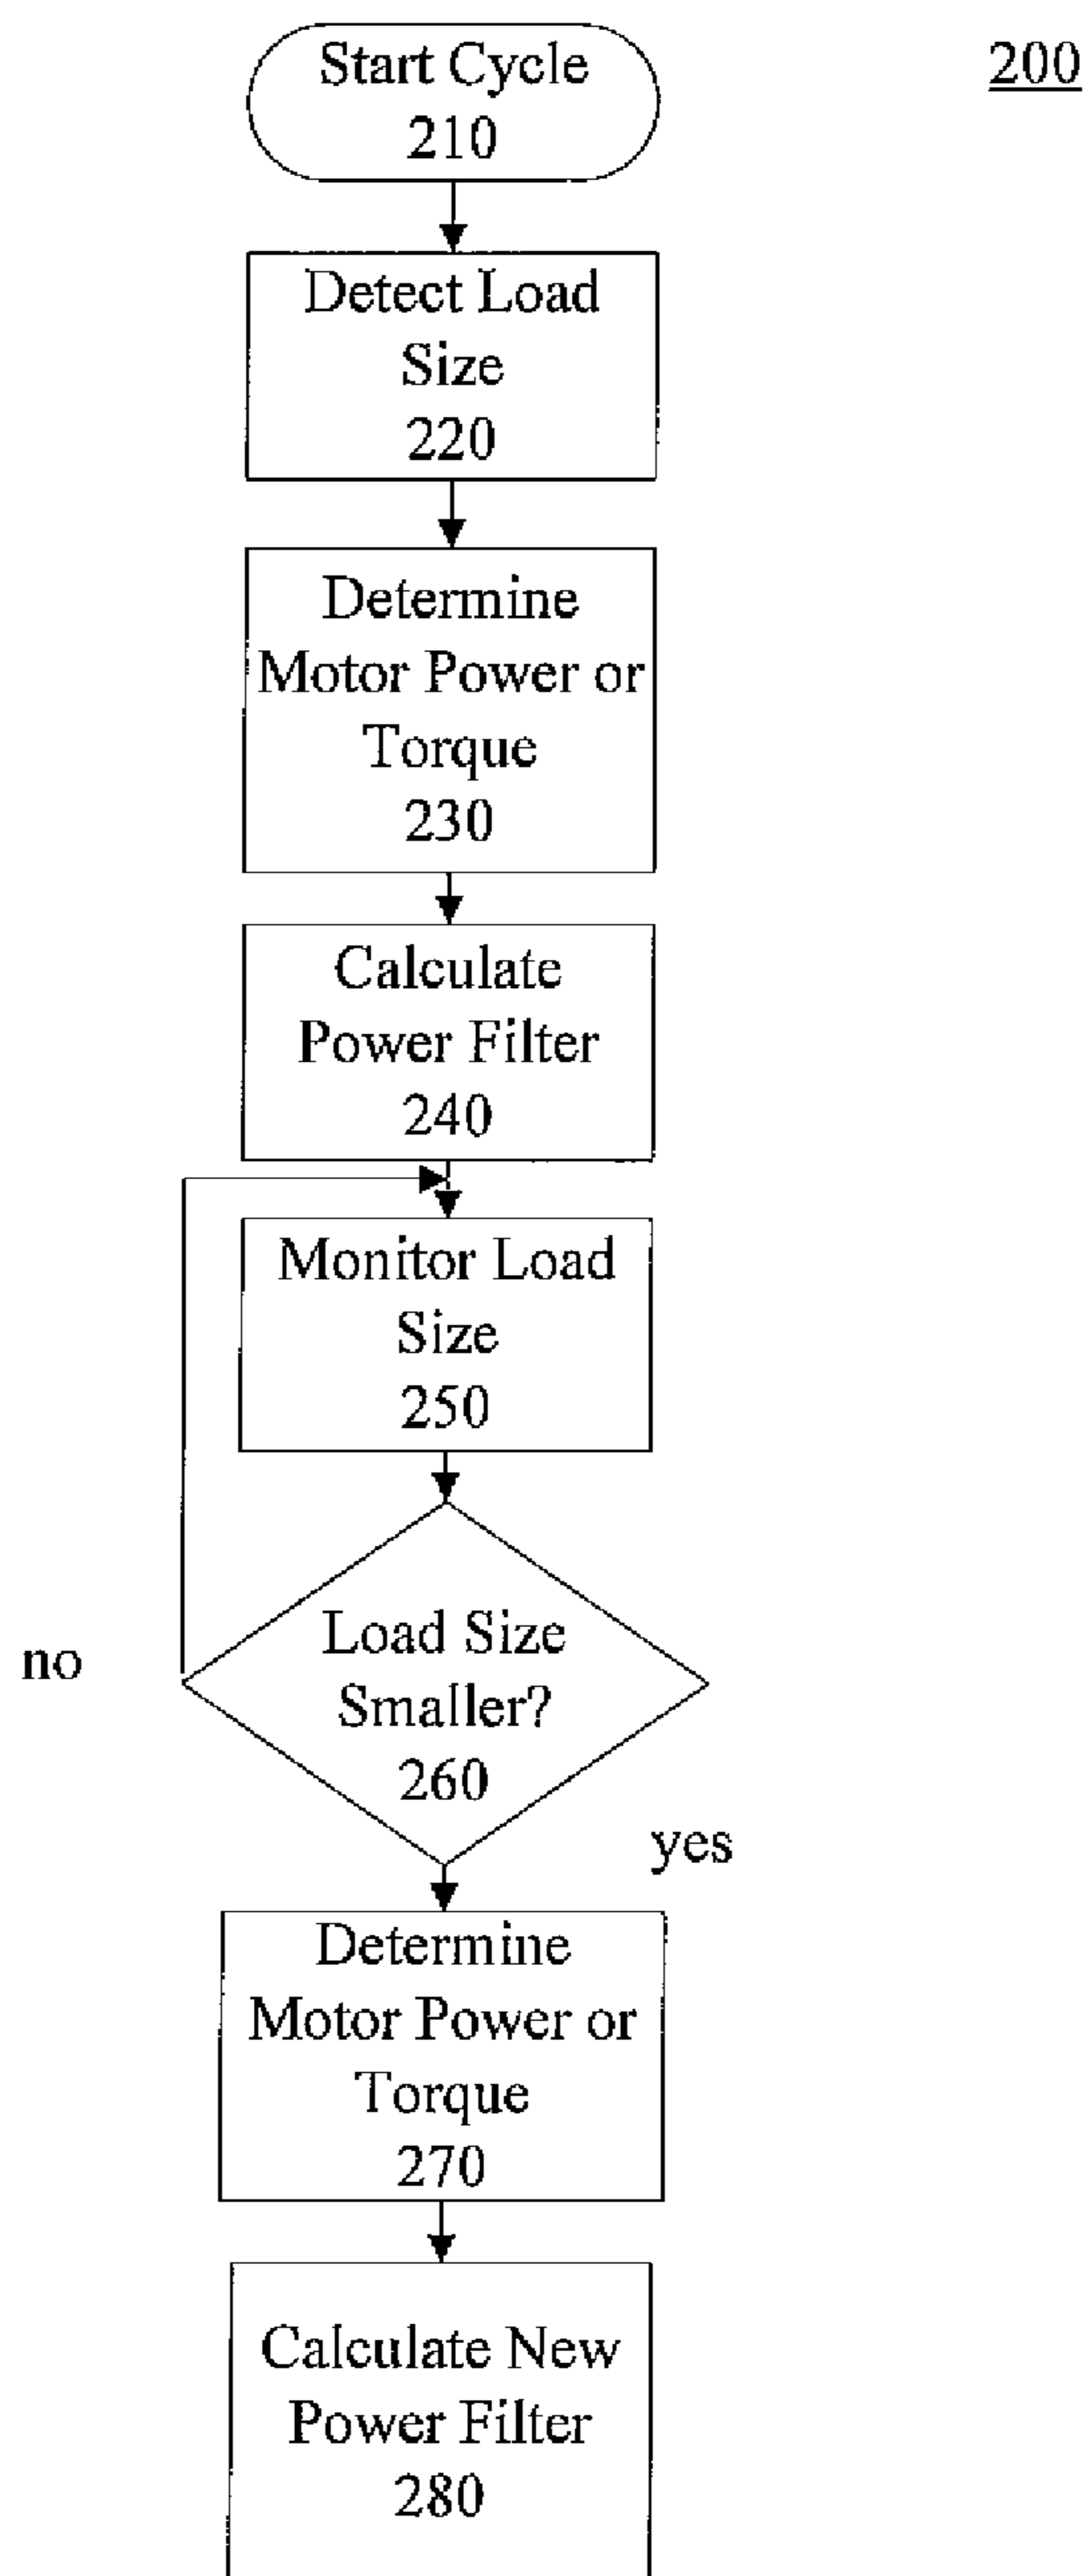 200
Start Cycle
210
Detect Load
Size
220
Determine
Motor Power or
Torque
230
Calculate
Power Filter
240
Monitor Load
Size
250
Load Size
Smaller?
260
no
yes
Determine
Motor Power or
Torque
270
Calculate New
Power Filter
280